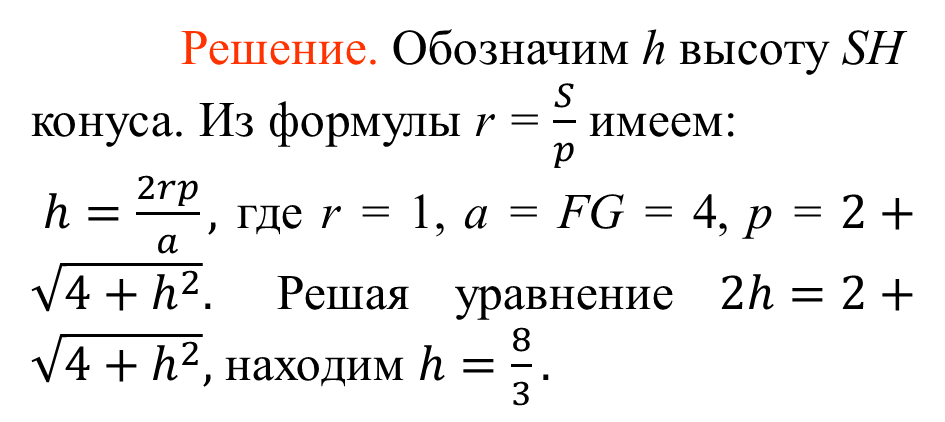 Решение. Обозначим h высоту SH
конуса. Из формулы r = \frac{S}{p} имеем:
h = \frac{2rp}{a}, где r = 1, a = FG = 4, p = 2 +
\sqrt{4 + h^2}. Решая уравнение 2h = 2 +
\sqrt{4 + h^2}, находим h = \frac{8}{3}.